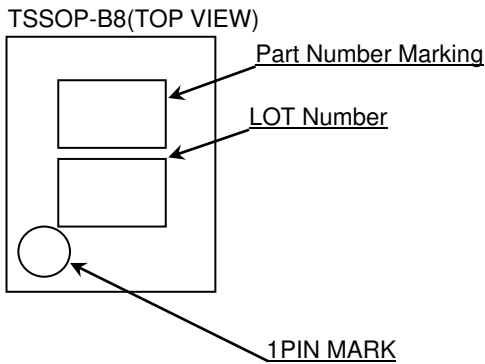 TSSOP-B8(TOP VIEW)
Part Number Marking
LOT Number
1PIN MARK